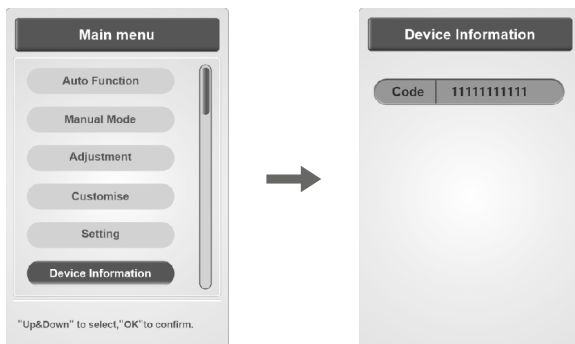 Main menu
Auto Function
Manual Mode
Adjustment
Customise
Setting
Device Information
"Up&Down" to select,"OK"to confirm.
Device Information
Code 11111111111